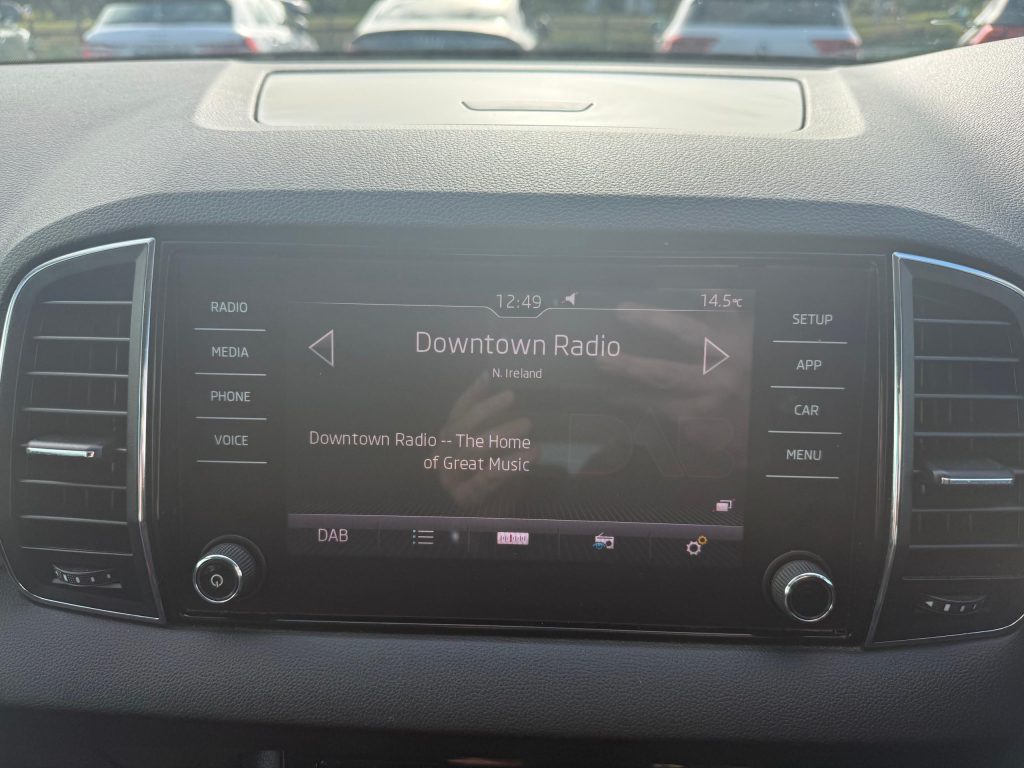 12:49
14.5°C
RADIO
MEDIA
PHONE
VOICE
Downtown Radio
N. Ireland
Downtown Radio -- The Home
of Great Music
DAB
DAB
SETUP
APP
CAR
MENU